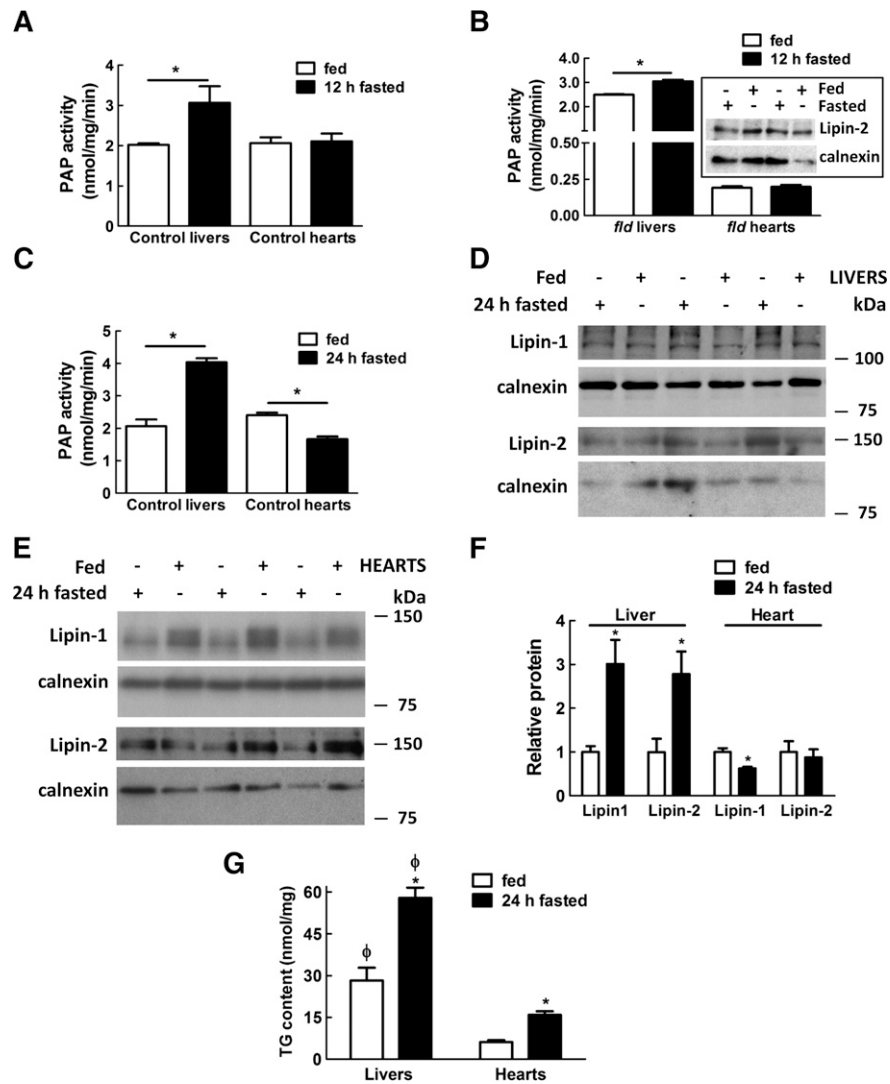 A
PAP activity
(nmol/mg/min)
5
4
3
2
1
0
*
fed
12 h fasted
Control livers
Control hearts
B
PAP activity
(nmol/mg/min)
3.0
2.0
1.0
0.50
0.25
0.00
*
fed
12 h fasted
- + - + Fed
+ - + - Fasted
Lipin-2
calnexin
fld livers
fld hearts
C
PAP activity
(nmol/mg/min)
5
4
3
2
1
0
*
*
fed
24 h fasted
Control livers
Control hearts
D
Fed - + - + - + LIVERS
24 h fasted + - + - + - kDa
Lipin-1
— 100
calnexin
— 75
Lipin-2
— 150
calnexin
— 75
E
Fed - + - + - + HEARTS
24 h fasted + - + - + - kDa
— 150
Lipin-1
calnexin
— 75
Lipin-2
— 150
calnexin
— 75
F
fed
24 h fasted
Relative protein
4
3
2
1
0
Liver
Heart
*
*
*
Lipin1
Lipin-2
Lipin-1
Lipin-2
G
TG content (nmol/mg)
60
45
30
15
0
ϕ
ϕ
*
*
fed
24 h fasted
Livers
Hearts